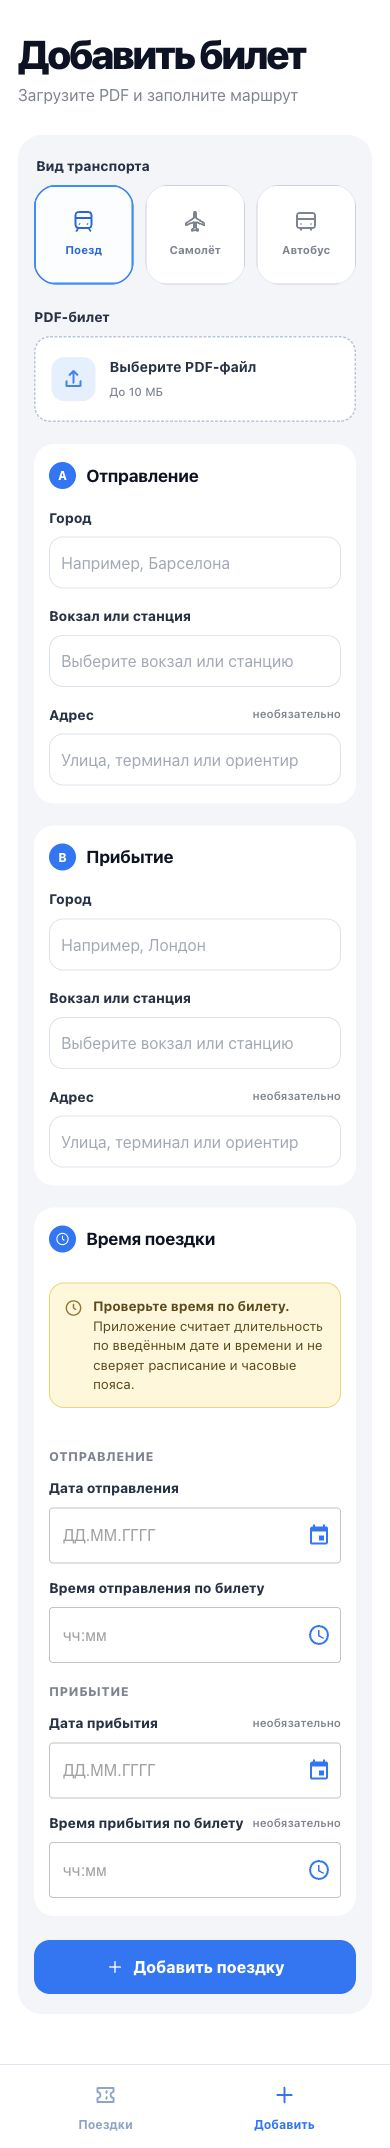 Добавить билет
Загрузите PDF и заполните маршрут
Вид транспорта
Поезд
Самолёт
Автобус
PDF-билет
Выберите PDF-файл
До 10 МБ
A
Отправление
Город
Например, Барселона
Вокзал или станция
Выберите вокзал или станцию
Адрес
необязательно
Улица, терминал или ориентир
B
Прибытие
Город
Например, Лондон
Вокзал или станция
Выберите вокзал или станцию
Адрес
необязательно
Улица, терминал или ориентир
Время поездки
Проверьте время по билету.
Приложение считает длительность
по введённым дате и времени и не
сверяет расписание и часовые
пояса.
ОТПРАВЛЕНИЕ
Дата отправления
ДД.ММ.ГГГГ
Время отправления по билету
чч:мм
ПРИБЫТИЕ
Дата прибытия
необязательно
ДД.ММ.ГГГГ
Время прибытия по билету
необязательно
чч:мм
Добавить поездку
Поездки
Добавить